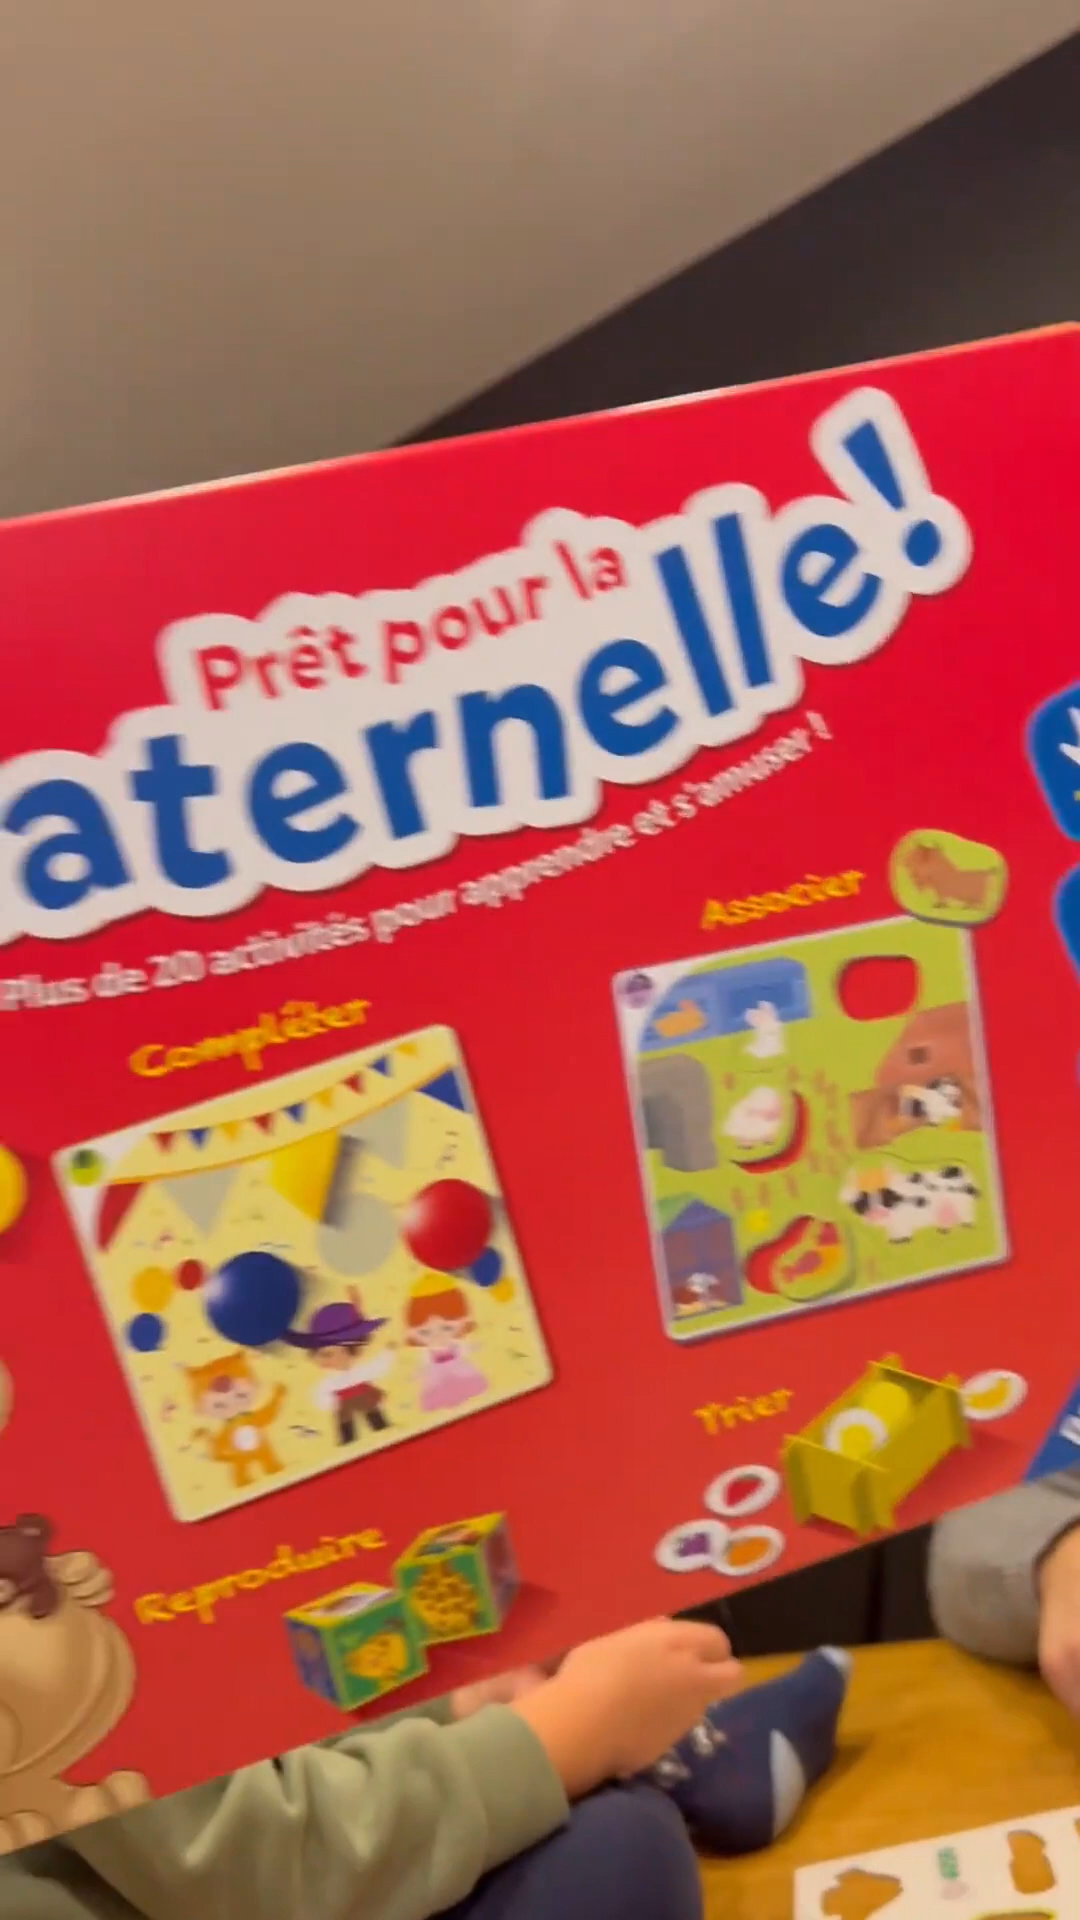 Prêt pour la
aternelle!
Plus de 20 activités pour apprendre et s'amuser !
Associer
Compléter
Trier
Reproduire